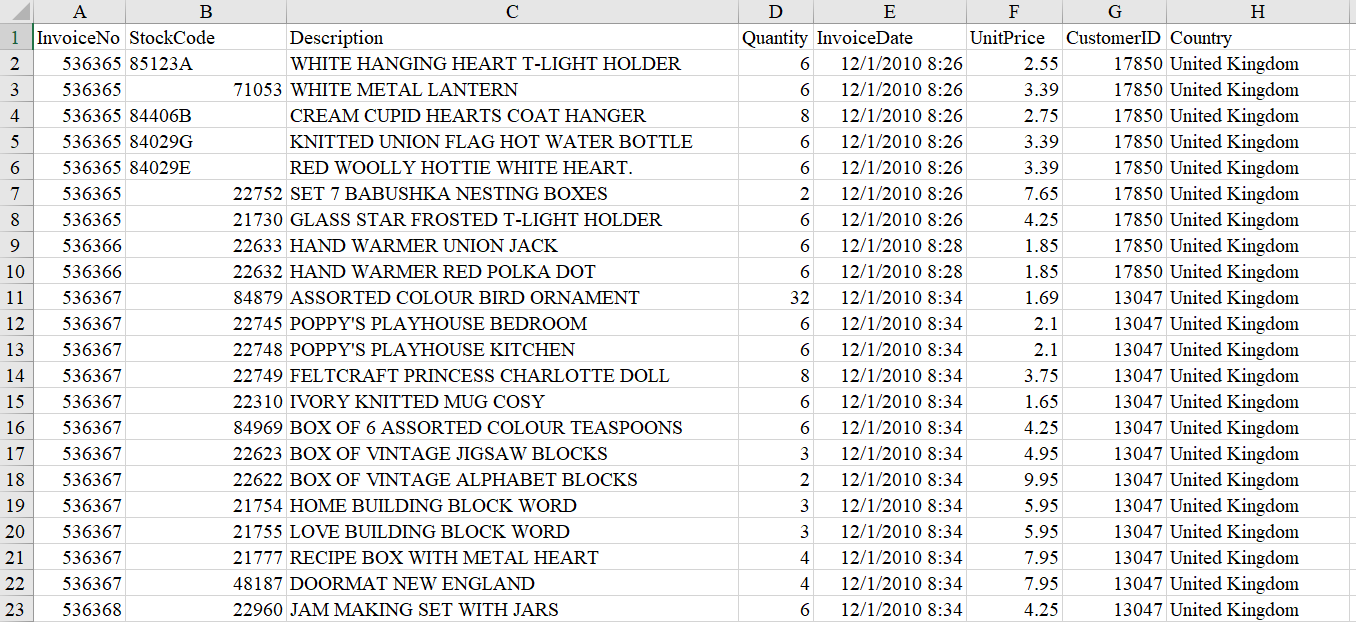 A B C D E F G H
1 InvoiceNo StockCode Description Quantity InvoiceDate UnitPrice CustomerID Country
2 536365 85123A WHITE HANGING HEART T-LIGHT HOLDER 6 12/1/2010 8:26 2.55 17850 United Kingdom
3 536365 71053 WHITE METAL LANTERN 6 12/1/2010 8:26 3.39 17850 United Kingdom
4 536365 84406B CREAM CUPID HEARTS COAT HANGER 8 12/1/2010 8:26 2.75 17850 United Kingdom
5 536365 84029G KNITTED UNION FLAG HOT WATER BOTTLE 6 12/1/2010 8:26 3.39 17850 United Kingdom
6 536365 84029E RED WOOLLY HOTTIE WHITE HEART. 6 12/1/2010 8:26 3.39 17850 United Kingdom
7 536365 22752 SET 7 BABUSHKA NESTING BOXES 2 12/1/2010 8:26 7.65 17850 United Kingdom
8 536365 21730 GLASS STAR FROSTED T-LIGHT HOLDER 6 12/1/2010 8:26 4.25 17850 United Kingdom
9 536366 22633 HAND WARMER UNION JACK 6 12/1/2010 8:28 1.85 17850 United Kingdom
10 536366 22632 HAND WARMER RED POLKA DOT 6 12/1/2010 8:28 1.85 17850 United Kingdom
11 536367 84879 ASSORTED COLOUR BIRD ORNAMENT 32 12/1/2010 8:34 1.69 13047 United Kingdom
12 536367 22745 POPPY'S PLAYHOUSE BEDROOM 6 12/1/2010 8:34 2.1 13047 United Kingdom
13 536367 22748 POPPY'S PLAYHOUSE KITCHEN 6 12/1/2010 8:34 2.1 13047 United Kingdom
14 536367 22749 FELTCRAFT PRINCESS CHARLOTTE DOLL 8 12/1/2010 8:34 3.75 13047 United Kingdom
15 536367 22310 IVORY KNITTED MUG COSY 6 12/1/2010 8:34 1.65 13047 United Kingdom
16 536367 84969 BOX OF 6 ASSORTED COLOUR TEASPOONS 6 12/1/2010 8:34 4.25 13047 United Kingdom
17 536367 22623 BOX OF VINTAGE JIGSAW BLOCKS 3 12/1/2010 8:34 4.95 13047 United Kingdom
18 536367 22622 BOX OF VINTAGE ALPHABET BLOCKS 2 12/1/2010 8:34 9.95 13047 United Kingdom
19 536367 21754 HOME BUILDING BLOCK WORD 3 12/1/2010 8:34 5.95 13047 United Kingdom
20 536367 21755 LOVE BUILDING BLOCK WORD 3 12/1/2010 8:34 5.95 13047 United Kingdom
21 536367 21777 RECIPE BOX WITH METAL HEART 4 12/1/2010 8:34 7.95 13047 United Kingdom
22 536367 48187 DOORMAT NEW ENGLAND 4 12/1/2010 8:34 7.95 13047 United Kingdom
23 536368 22960 JAM MAKING SET WITH JARS 6 12/1/2010 8:34 4.25 13047 United Kingdom